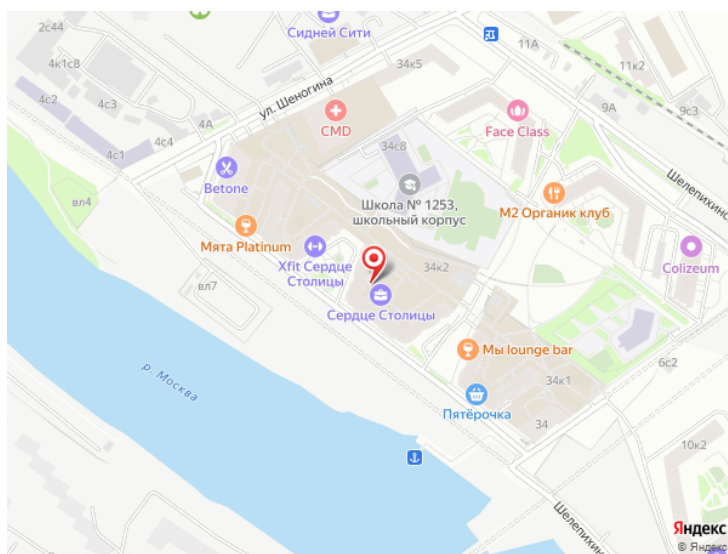 2с44
Сидней Сити
11А
11к2
4к1с8
34к5
4с2
ул. Шеногина
4с3
4А
CMD
Face Class
9А
9с3
4с4
4с1
34с8
Betone
Школа № 1253,
школьный корпус
М2 Органик клуб
Шелепихинс
вл4
Мята Platinum
Xfit Сердце
Столицы
34к2
Colizeum
вл7
Сердце Столицы
Мы lounge bar
6с2
р. Москва
34к1
Пятёрочка
34
10к2
Шелепихинс
Яндекс
© Яндекс